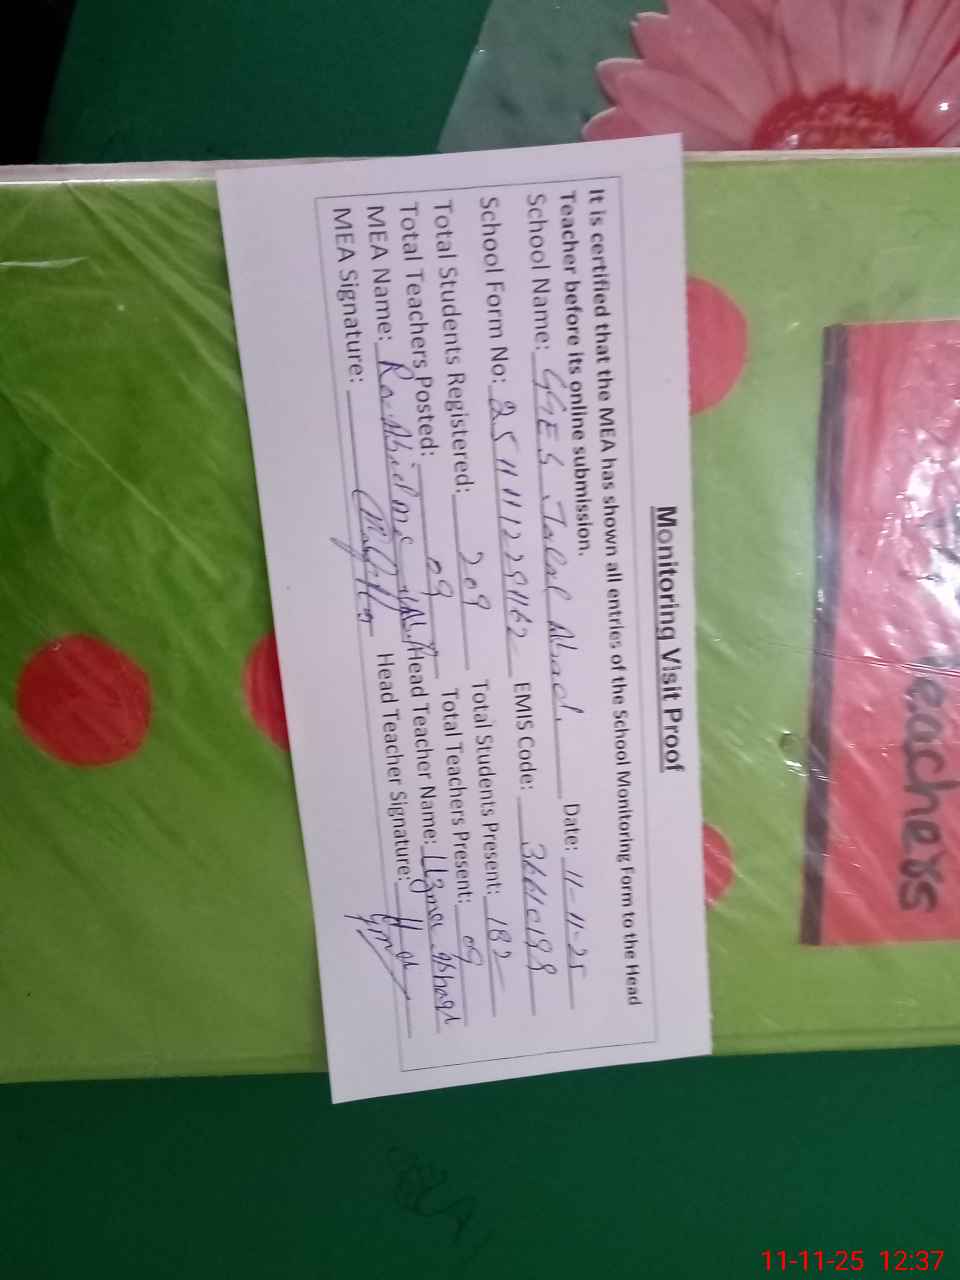 Monitoring Visit Proof
It is certified that the MEA has shown all entries of the School Monitoring Form to the Head
Teacher before its online submission.
School Name: GGES Jalal Abad. Date: 11-11-25
School Form No: EMIS Code:
Total Students Registered: 209 Total Students Present: 182
Total Teachers Posted: 09 Total Teachers Present: 09
MEA Name: Head Teacher Name:
MEA Signature: Head Teacher Signature:
Teachers
11-11-25 12:37